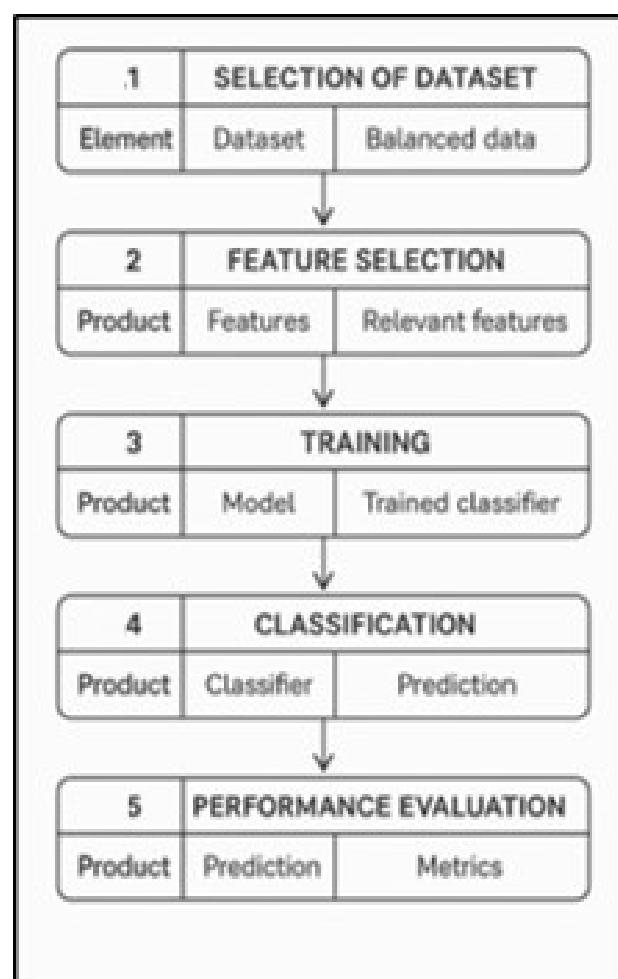 .1 SELECTION OF DATASET
Element Dataset Balanced data
2 FEATURE SELECTION
Product Features Relevant features
3 TRAINING
Product Model Trained classifier
4 CLASSIFICATION
Product Classifier Prediction
5 PERFORMANCE EVALUATION
Product Prediction Metrics